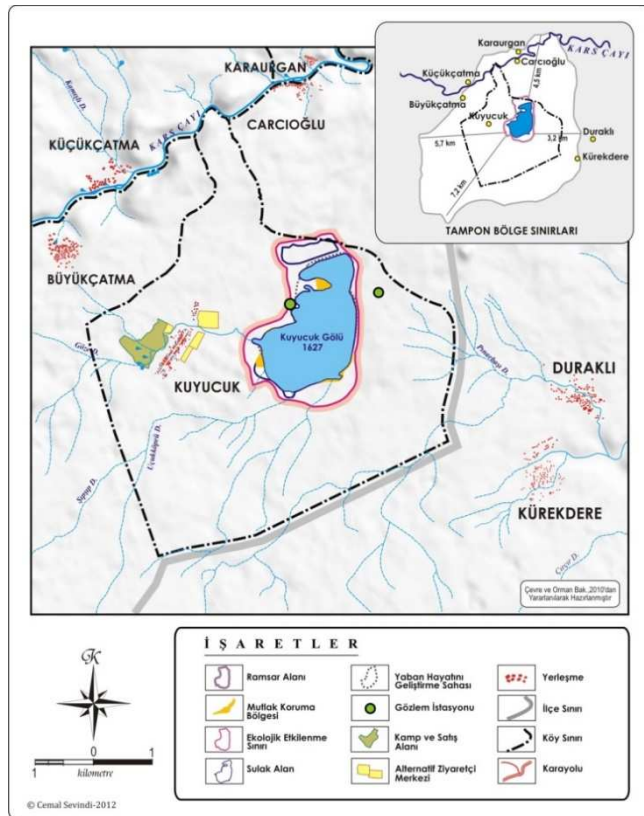 Karaurgan
Carcıoğlu
KARS ÇAYI
Küçükçatma
Büyükçatma
Kuyucuk
4,5 km
5,7 km
3,2 km
7,2 km
Duraklı
Kürekdere
TAMPON BÖLGE SINIRLARI
KARAURGAN
CARCIOĞLU
KARS ÇAYI
KÜÇÜKÇATMA
BÜYÜKÇATMA
Kuyucuk Gölü
1627
KUYUCUK
DURAKLI
KÜREKDERE
Çevre ve Orman Bak.,2010'dan
Yararlanılarak Hazırlanmıştır
K
1 0 1
kilometre
İŞARETLER
Ramsar Alanı
Mutlak Koruma
Bölgesi
Ekolojik Etkilenme
Sınırı
Sulak Alan
Yaban Hayatını
Geliştirme Sahası
Gözlem İstasyonu
Kamp ve Satış
Alanı
Alternatif Ziyaretçi
Merkezi
Yerleşme
İlçe Sınırı
Köy Sınırı
Karayolu
© Cemal Sevindi-2012